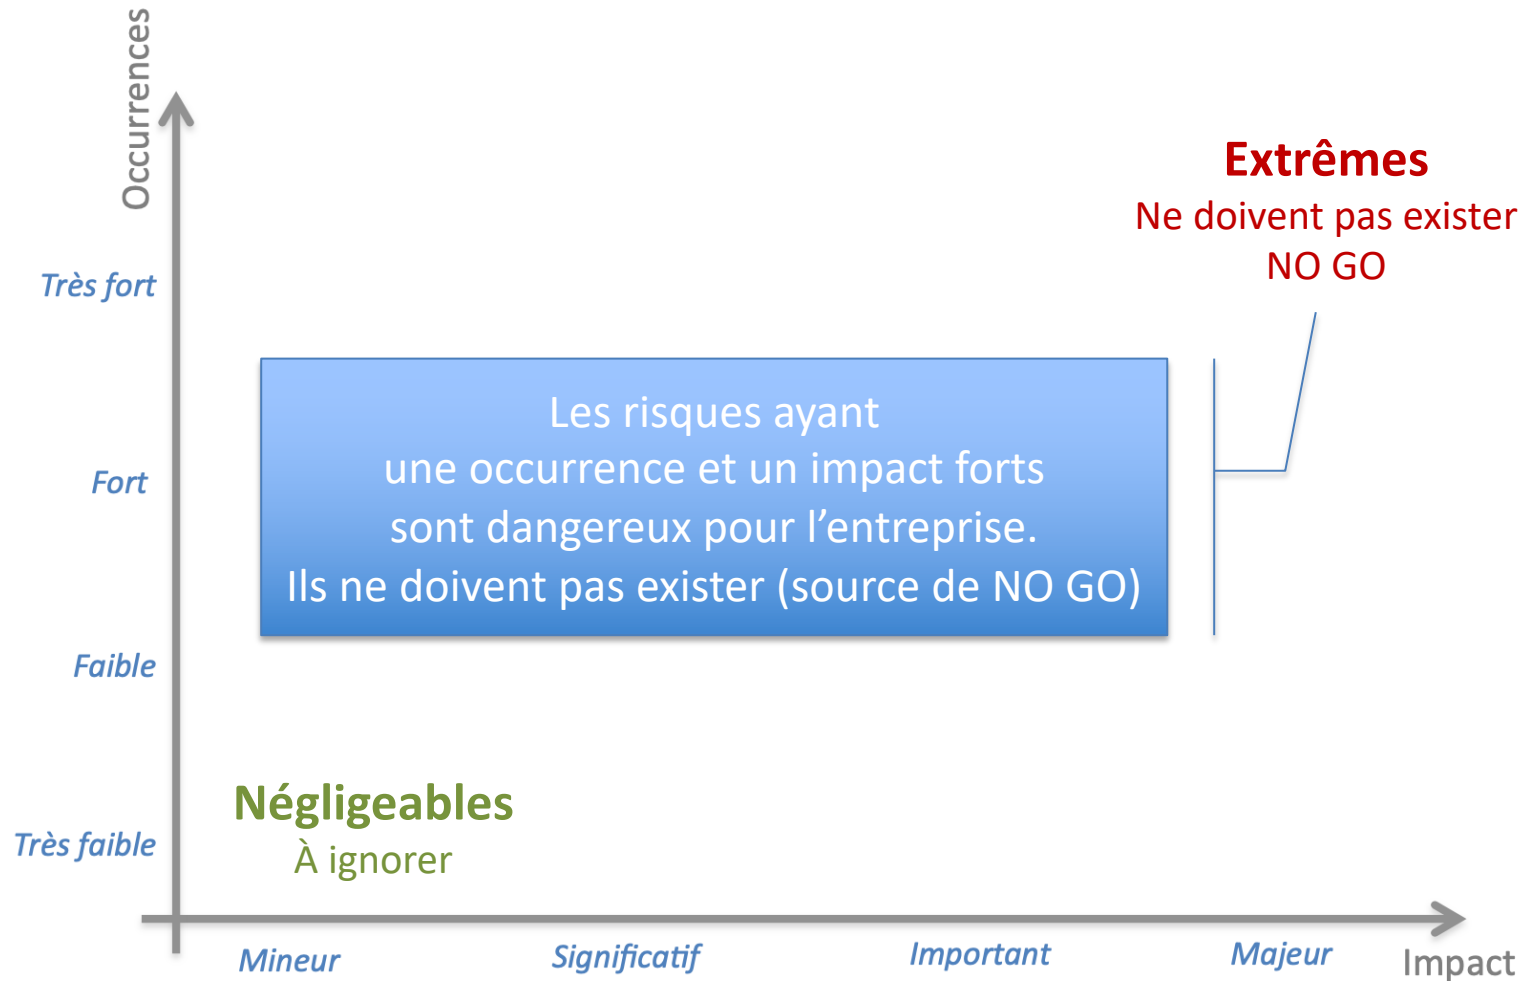 Occurrences
Extrêmes
Ne doivent pas exister
NO GO
Très fort
Les risques ayant
une occurrence et un impact forts
sont dangereux pour l’entreprise.
Ils ne doivent pas exister (source de NO GO)
Fort
Faible
Négligeables
À ignorer
Très faible
Mineur
Significatif
Important
Majeur
Impact